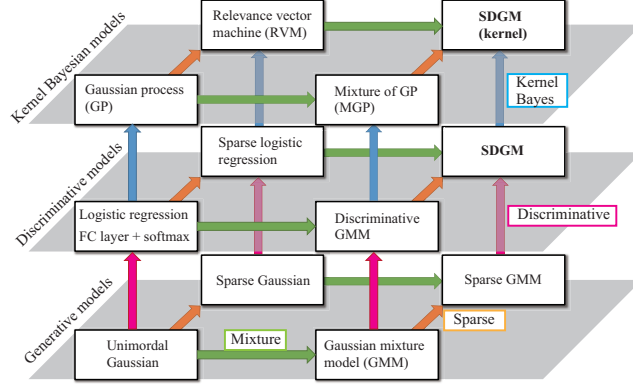 Kernel Bayesian models
Relevance vector
machine (RVM)
SDGM
(kernel)
Gaussian process
(GP)
Mixture of GP
(MGP)
Kernel
Bayes
Discriminative models
Sparse logistic
regression
SDGM
Logistic regression
FC layer + softmax
Discriminative
GMM
Discriminative
Generative models
Sparse Gaussian
Sparse GMM
Unimordal
Gaussian
Mixture
Gaussian mixture
model (GMM)
Sparse